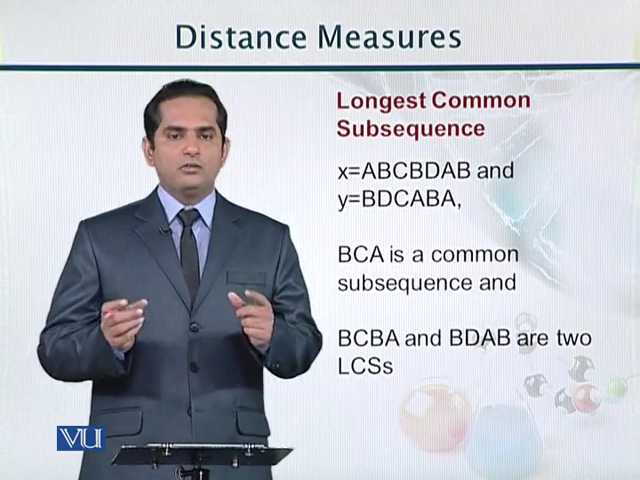 Distance Measures
Longest Common
Subsequence
x=ABCBDAB and
y=BDCABA,
BCA is a common
subsequence and
BCBA and BDAB are two
LCSs
VU